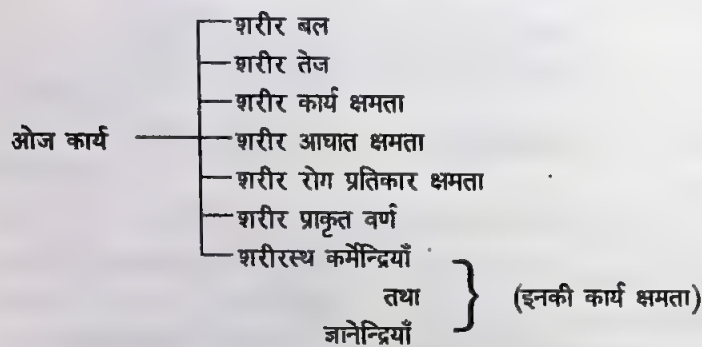 शरीर बल
शरीर तेज
शरीर कार्य क्षमता
ओज कार्य शरीर आघात क्षमता
शरीर रोग प्रतिकार क्षमता
शरीर प्राकृत वर्ण
शरीरस्थ कर्मेन्द्रियाँ
तथा } (इनकी कार्य क्षमता)
ज्ञानेन्द्रियाँ